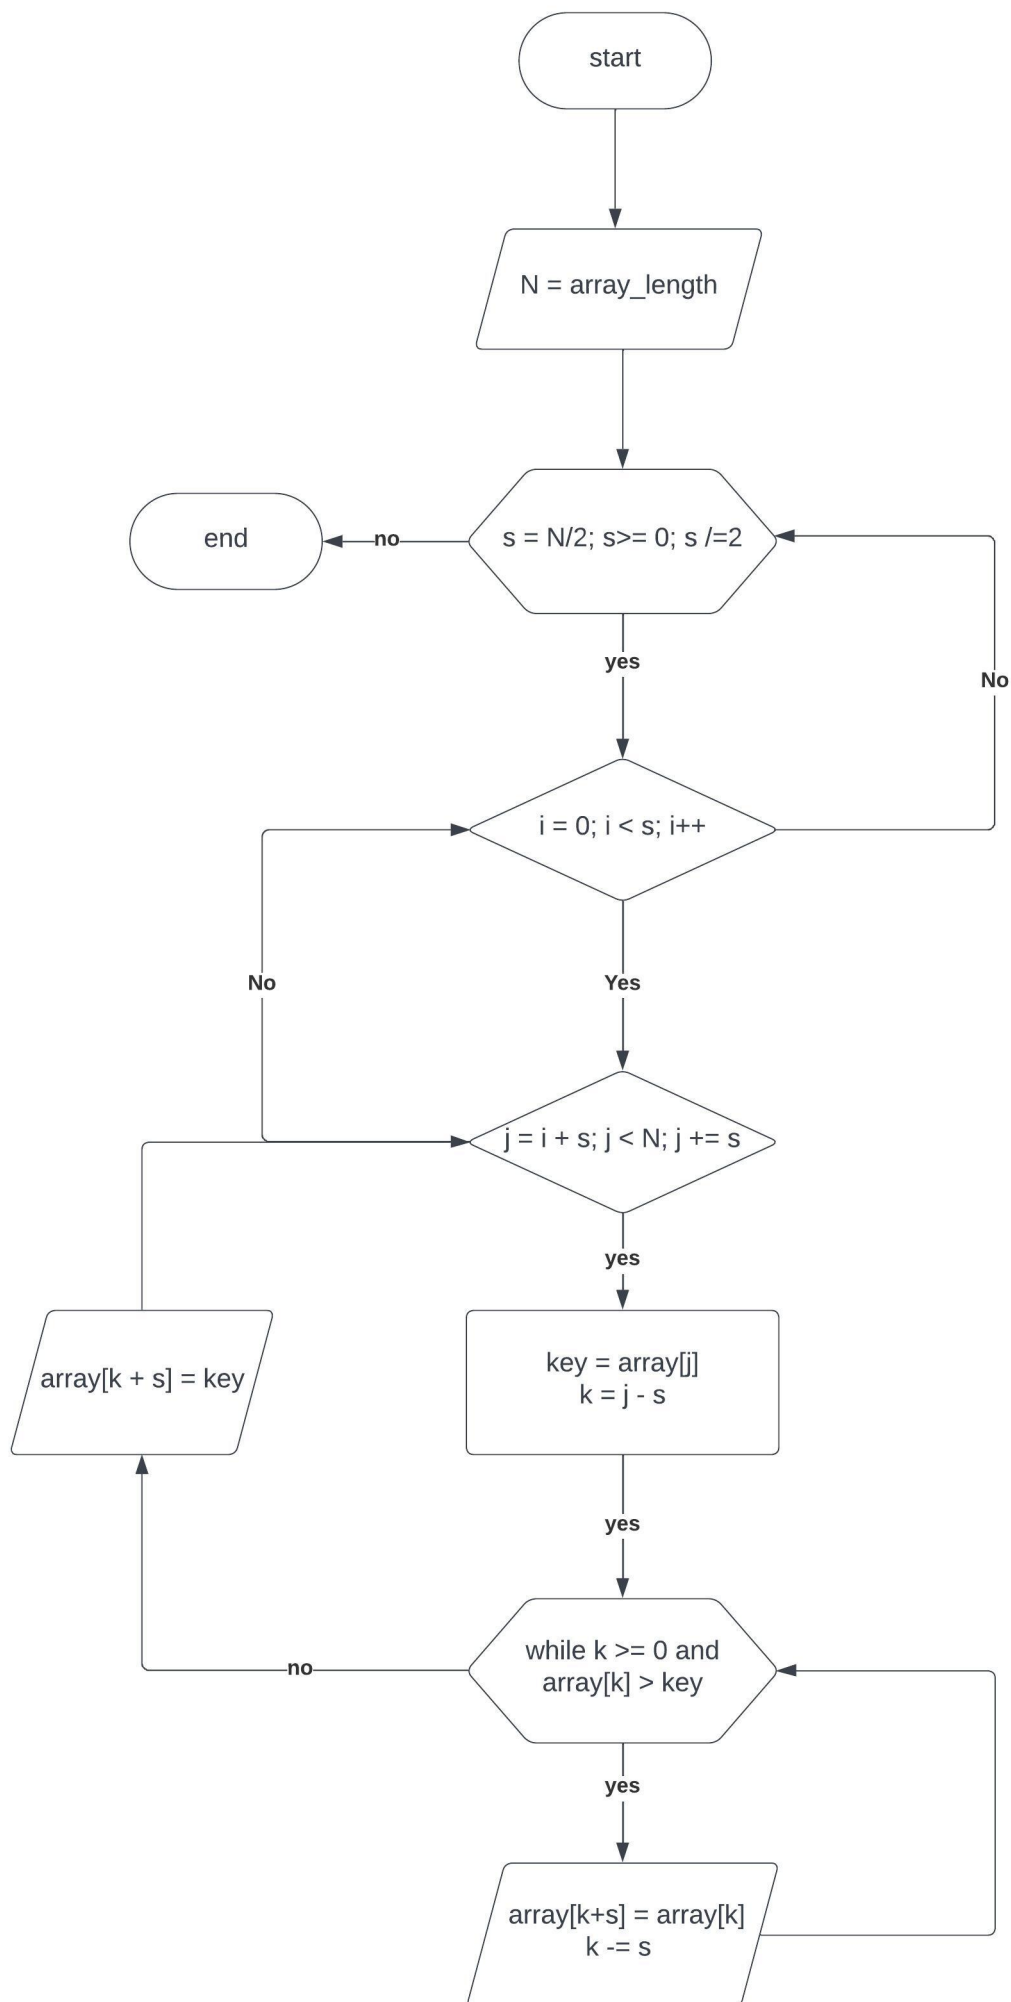 start
N = array_length
s = N/2; s>= 0; s /=2
no
end
yes
No
i = 0; i < s; i++
No
Yes
j = i + s; j < N; j += s
yes
key = array[j]
k = j - s
array[k + s] = key
yes
while k >= 0 and
array[k] > key
no
yes
array[k+s] = array[k]
k -= s